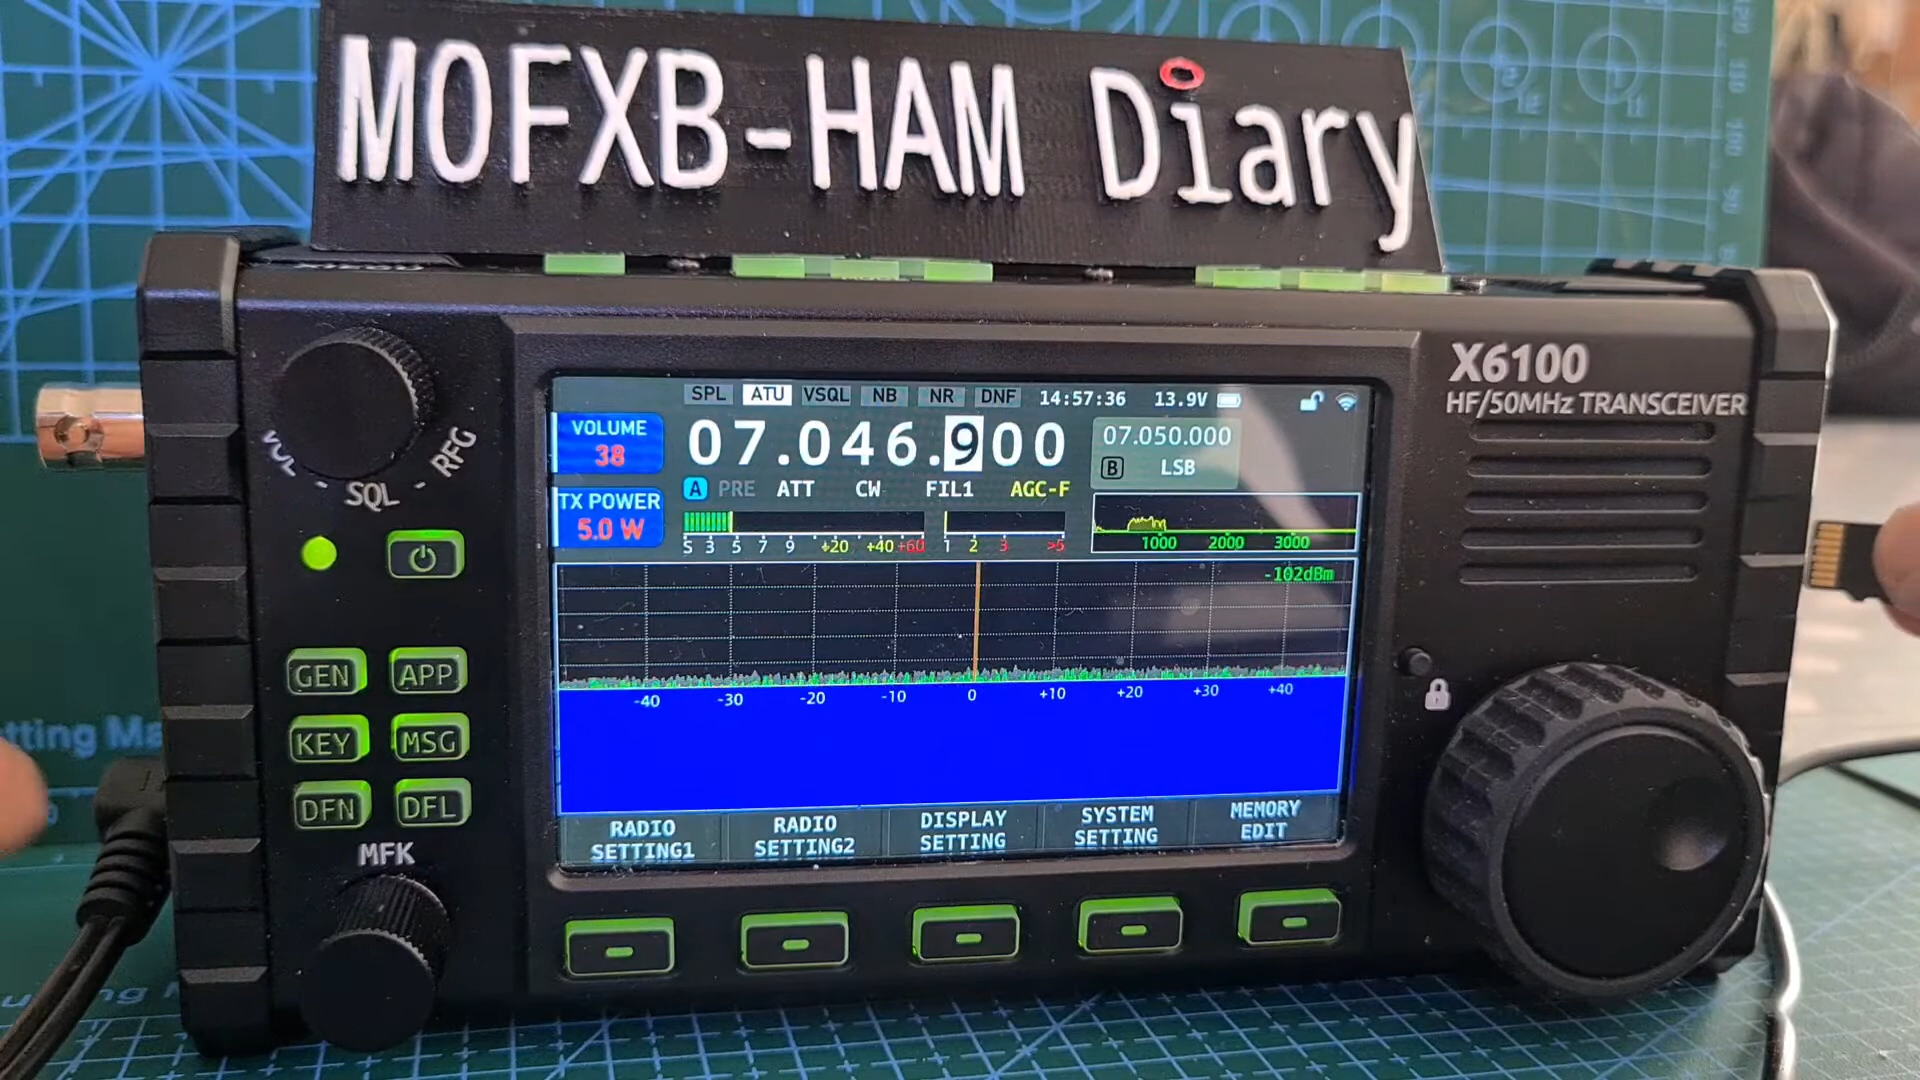 M0FXB-HAM Diary
X6100
HF/50MHz TRANSCEIVER
VOL - SQL - RFG
SPL ATU VSQL NB NR DNF 14:57:36 13.9V
VOLUME
38
07.046.900
07.050.000
B LSB
A PRE ATT CW FIL1 AGC-F
TX POWER
5.0 W
S 3 5 7 9 +20 +40 +60 1 2 3 >5
1000 2000 3000
-102dBm
-40 -30 -20 -10 0 +10 +20 +30 +40
GEN APP
KEY MSG
DFN DFL
MFK
RADIO SETTING1
RADIO SETTING2
DISPLAY SETTING
SYSTEM SETTING
MEMORY EDIT